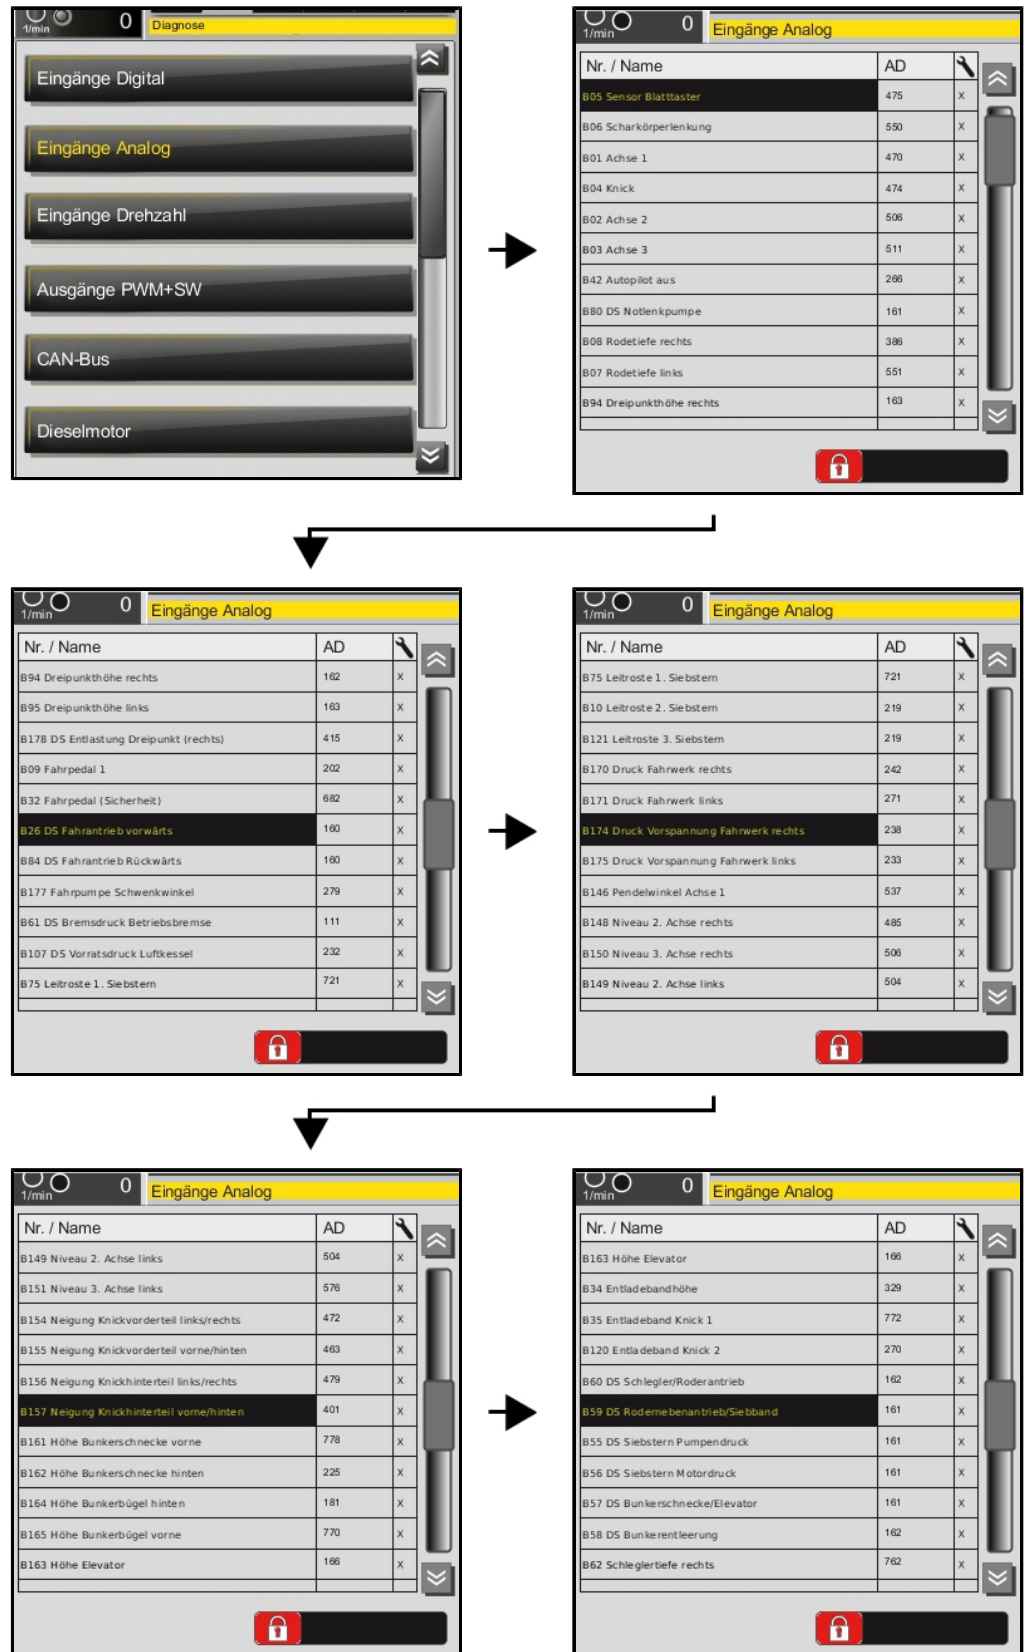 1/min 0 Diagnose
Eingänge Digital
Eingänge Analog
Eingänge Drehzahl
Ausgänge PWM+SW
CAN-Bus
Dieselmotor
1/min 0 Eingänge Analog
Nr. / Name AD
B05 Sensor Blatttaster 475 X
B06 Scharkörperlenkung 550 X
B01 Achse 1 470 X
B04 Knick 474 X
B02 Achse 2 506 X
B03 Achse 3 511 X
B42 Autopilot aus 266 X
B80 DS Notlenkpumpe 161 X
B08 Rodetiefe rechts 386 X
B07 Rodetiefe links 551 X
B94 Dreipunkthöhe rechts 163 X
1/min 0 Eingänge Analog
Nr. / Name AD
B94 Dreipunkthöhe rechts 162 X
B95 Dreipunkthöhe links 163 X
B178 DS Entlastung Dreipunkt (rechts) 415 X
B09 Fahrpedal 1 202 X
B32 Fahrpedal (Sicherheit) 682 X
B26 DS Fahrantrieb vorwärts 160 X
B84 DS Fahrantrieb Rückwärts 160 X
B177 Fahrpumpe Schwenkwinkel 279 X
B61 DS Bremsdruck Betriebsbremse 111 X
B107 DS Vorratsdruck Luftkessel 232 X
B75 Leitroste 1. Siebstern 721 X
1/min 0 Eingänge Analog
Nr. / Name AD
B75 Leitroste 1. Siebstern 721 X
B10 Leitroste 2. Siebstern 219 X
B121 Leitroste 3. Siebstern 219 X
B170 Druck Fahrwerk rechts 242 X
B171 Druck Fahrwerk links 271 X
B174 Druck Vorspannung Fahrwerk rechts 238 X
B175 Druck Vorspannung Fahrwerk links 233 X
B146 Pendelwinkel Achse 1 537 X
B148 Niveau 2. Achse rechts 485 X
B150 Niveau 3. Achse rechts 506 X
B149 Niveau 2. Achse links 504 X
1/min 0 Eingänge Analog
Nr. / Name AD
B149 Niveau 2. Achse links 504 X
B151 Niveau 3. Achse links 576 X
B154 Neigung Knickvorderteil links/rechts 472 X
B155 Neigung Knickvorderteil vorne/hinten 463 X
B156 Neigung Knickhinterteil links/rechts 479 X
B157 Neigung Knickhinterteil vorne/hinten 401 X
B161 Höhe Bunkerschnecke vorne 778 X
B162 Höhe Bunkerschnecke hinten 225 X
B164 Höhe Bunkerbügel hinten 181 X
B165 Höhe Bunkerbügel vorne 770 X
B163 Höhe Elevator 166 X
1/min 0 Eingänge Analog
Nr. / Name AD
B163 Höhe Elevator 166 X
B34 Entladebandhöhe 329 X
B35 Entladeband Knick 1 772 X
B120 Entladeband Knick 2 270 X
B60 DS Schlegler/Roderantrieb 162 X
B59 DS Rodernebenantrieb/Siebband 161 X
B55 DS Siebstern Pumpendruck 161 X
B56 DS Siebstern Motordruck 161 X
B57 DS Bunkerschnecke/Elevator 161 X
B58 DS Bunkerentleerung 162 X
B62 Schleglertiefe rechts 762 X